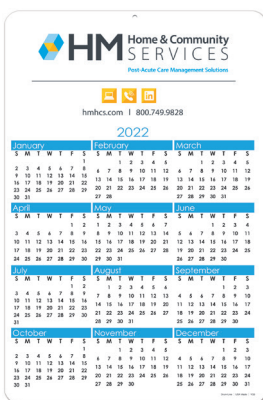 HM Home & Community
SERVICES
Post-Acute Care Management Solutions
hmhcs.com | 800.749.9828
2022
January February March
S M T W T F S S M T W T F S S M T W T F S
1 1 2 3 4 5 1 2 3 4 5
2 3 4 5 6 7 8 6 7 8 9 10 11 12 6 7 8 9 10 11 12
9 10 11 12 13 14 15 13 14 15 16 17 18 19 13 14 15 16 17 18 19
16 17 18 19 20 21 22 20 21 22 23 24 25 26 20 21 22 23 24 25 26
23 24 25 26 27 28 29 27 28 27 28 29 30 31
30 31
April May June
S M T W T F S S M T W T F S S M T W T F S
1 2 1 2 3 4 5 6 7 1 2 3 4
3 4 5 6 7 8 9 8 9 10 11 12 13 14 5 6 7 8 9 10 11
10 11 12 13 14 15 16 15 16 17 18 19 20 21 12 13 14 15 16 17 18
17 18 19 20 21 22 23 22 23 24 25 26 27 28 19 20 21 22 23 24 25
24 25 26 27 28 29 30 29 30 31 26 27 28 29 30
July August September
S M T W T F S S M T W T F S S M T W T F S
1 2 1 2 3 4 5 6 1 2 3
3 4 5 6 7 8 9 7 8 9 10 11 12 13 4 5 6 7 8 9 10
10 11 12 13 14 15 16 14 15 16 17 18 19 20 11 12 13 14 15 16 17
17 18 19 20 21 22 23 21 22 23 24 25 26 27 18 19 20 21 22 23 24
24 25 26 27 28 29 30 28 29 30 31 25 26 27 28 29 30
31
October November December
S M T W T F S S M T W T F S S M T W T F S
1 1 2 3 4 5 1 2 3
2 3 4 5 6 7 8 6 7 8 9 10 11 12 4 5 6 7 8 9 10
9 10 11 12 13 14 15 13 14 15 16 17 18 19 11 12 13 14 15 16 17
16 17 18 19 20 21 22 20 21 22 23 24 25 26 18 19 20 21 22 23 24
23 24 25 26 27 28 29 27 28 29 30 25 26 27 28 29 30 31
30 31